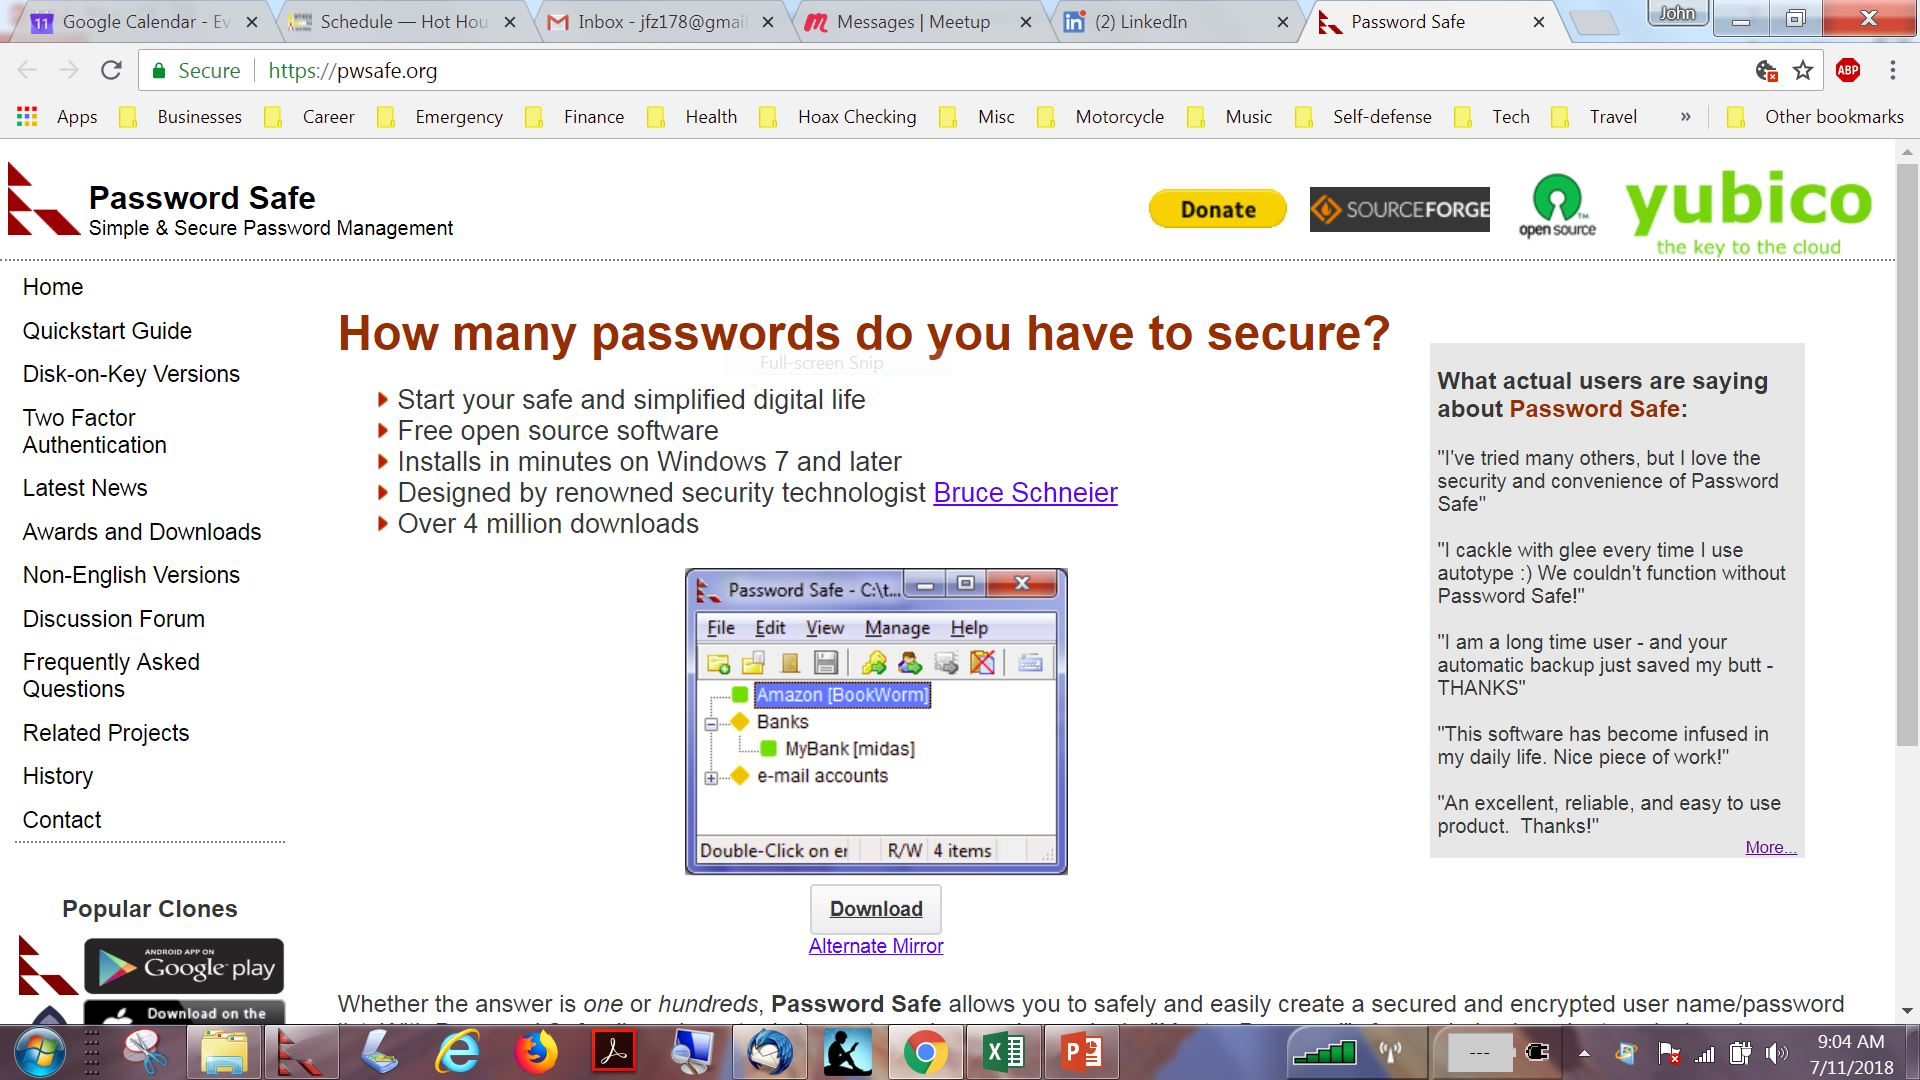 Google Calendar - Ev
Schedule — Hot Hou
Inbox - jfz178@gmail
Messages | Meetup
(2) LinkedIn
Password Safe
John
Secure
https://pwsafe.org
ABP
Apps
Businesses
Career
Emergency
Finance
Health
Hoax Checking
Misc
Motorcycle
Music
Self-defense
Tech
Travel
»
Other bookmarks
Password Safe
Simple & Secure Password Management
Donate
SOURCEFORGE
open source
TM
yubico
the key to the cloud
Home
Quickstart Guide
Disk-on-Key Versions
Two Factor
Authentication
Latest News
Awards and Downloads
Non-English Versions
Discussion Forum
Frequently Asked
Questions
Related Projects
History
Contact
Popular Clones
ANDROID APP ON
Google play
Download on the
How many passwords do you have to secure?
Full-screen Snip
Start your safe and simplified digital life
Free open source software
Installs in minutes on Windows 7 and later
Designed by renowned security technologist Bruce Schneier
Over 4 million downloads
Password Safe - C:\t...
File Edit View Manage Help
Amazon [BookWorm]
Banks
MyBank [midas]
e-mail accounts
Double-Click on er
R/W
4 items
Download
Alternate Mirror
Whether the answer is one or hundreds, Password Safe allows you to safely and easily create a secured and encrypted user name/password
What actual users are saying
about Password Safe:
"I've tried many others, but I love the
security and convenience of Password
Safe"
"I cackle with glee every time I use
autotype :) We couldn't function without
Password Safe!"
"I am a long time user - and your
automatic backup just saved my butt -
THANKS"
"This software has become infused in
my daily life. Nice piece of work!"
"An excellent, reliable, and easy to use
product. Thanks!"
More...
---
9:04 AM
7/11/2018